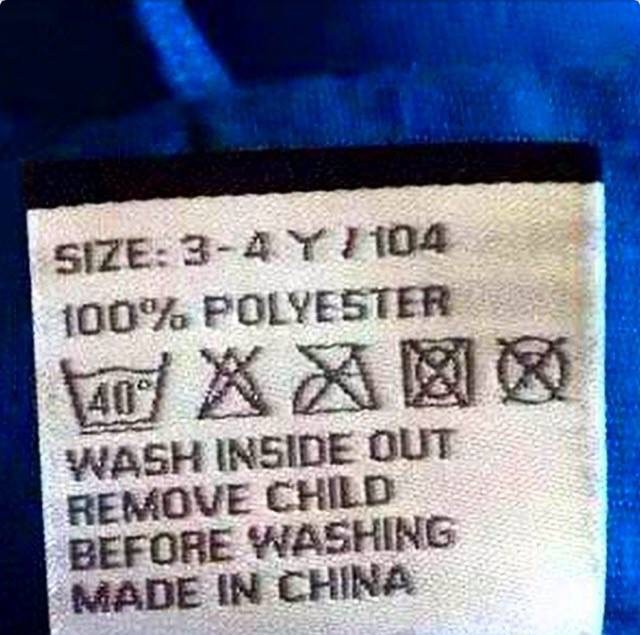 SIZE: 3-4 Y / 104
100% POLYESTER
40°
WASH INSIDE OUT
REMOVE CHILD
BEFORE WASHING
MADE IN CHINA